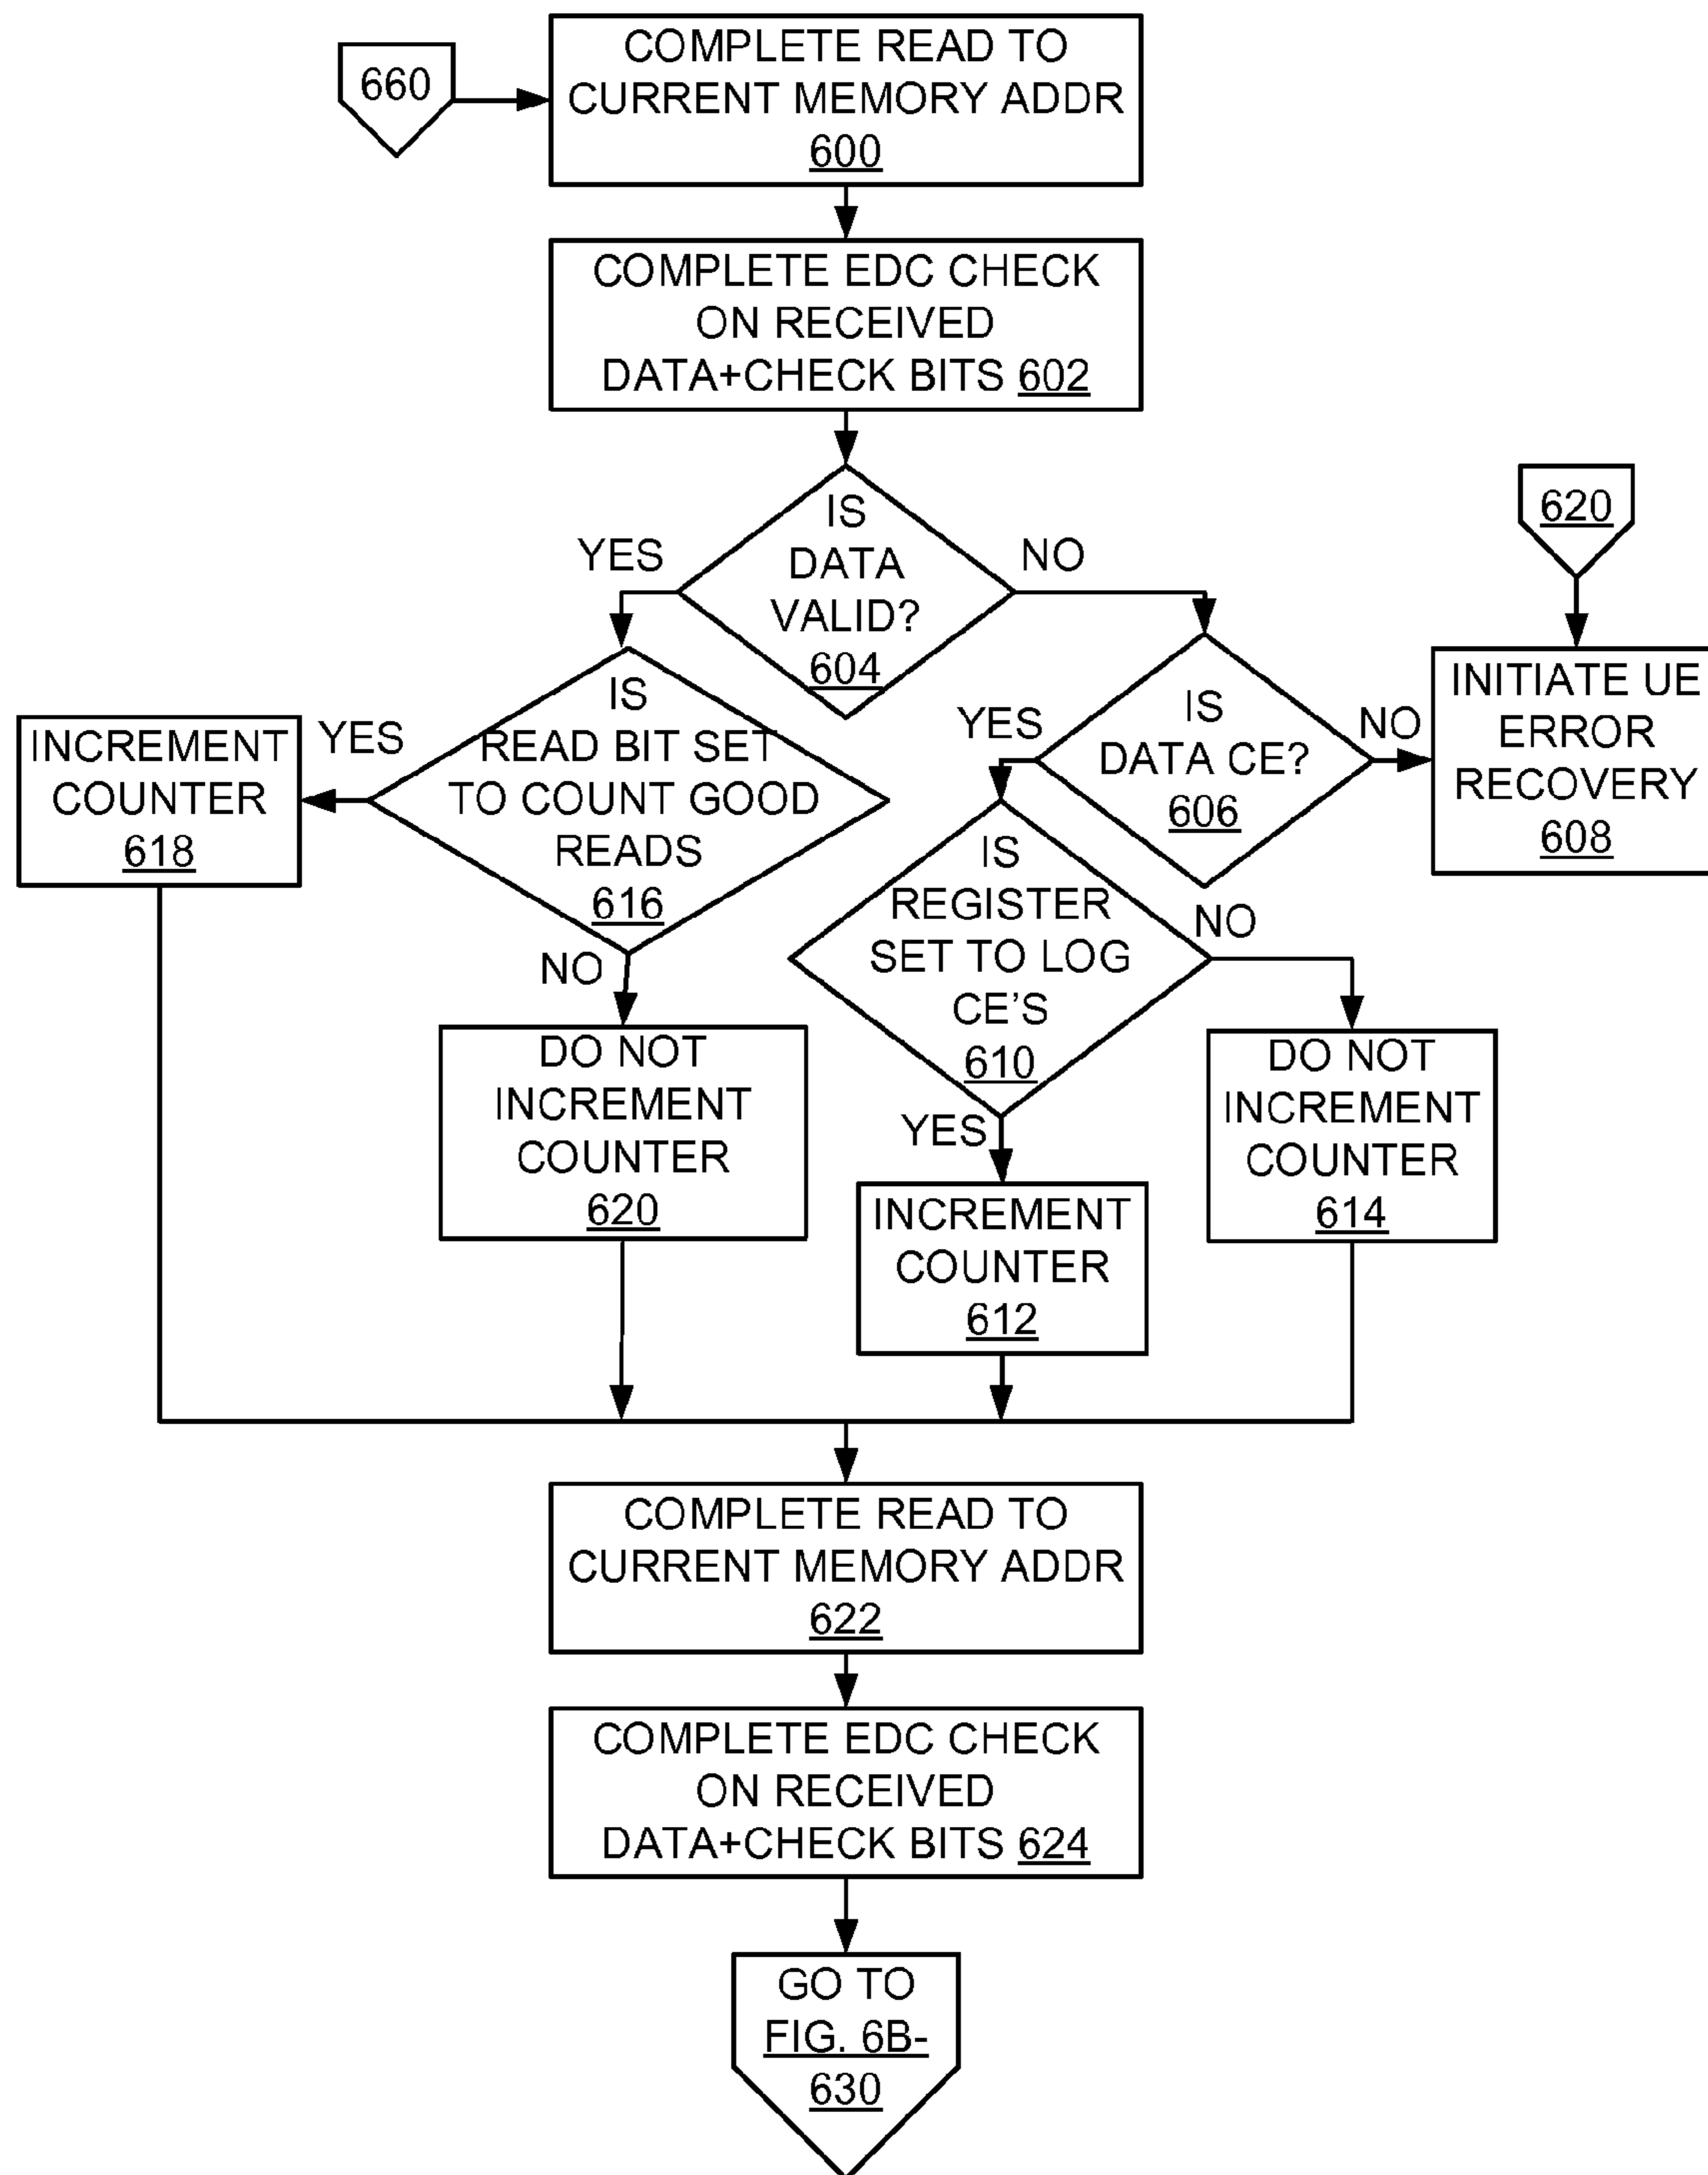 660
COMPLETE READ TO
CURRENT MEMORY ADDR
600
COMPLETE EDC CHECK
ON RECEIVED
DATA+CHECK BITS 602
IS
DATA
VALID?
604
YES
NO
620
IS
READ BIT SET
TO COUNT GOOD
READS
616
YES
NO
INCREMENT
COUNTER
618
IS
DATA CE?
606
YES
NO
INITIATE UE
ERROR
RECOVERY
608
IS
REGISTER
SET TO LOG
CE'S
610
NO
YES
DO NOT
INCREMENT
COUNTER
620
INCREMENT
COUNTER
612
DO NOT
INCREMENT
COUNTER
614
COMPLETE READ TO
CURRENT MEMORY ADDR
622
COMPLETE EDC CHECK
ON RECEIVED
DATA+CHECK BITS 624
GO TO
FIG. 6B-
630